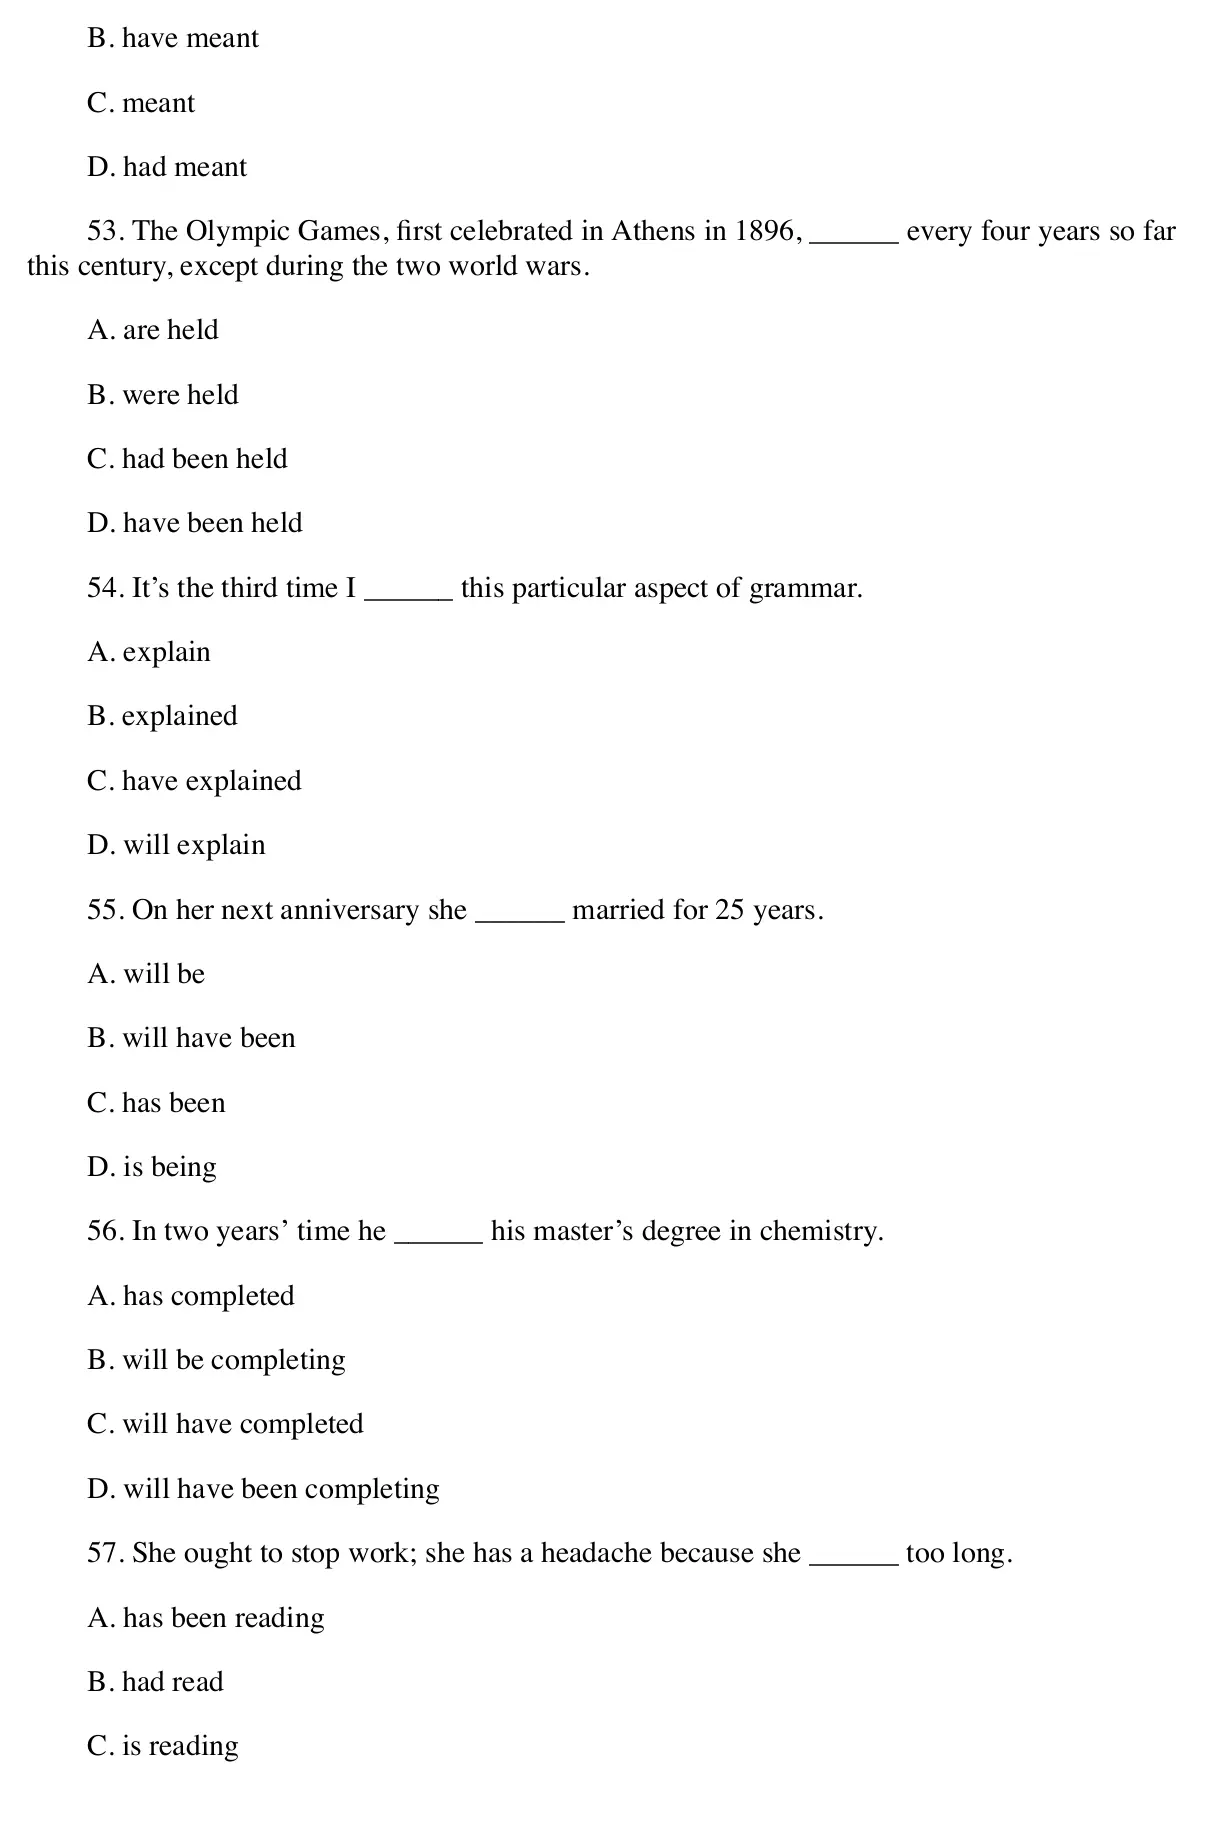 B. have meant
C. meant
D. had meant
53. The Olympic Games, first celebrated in Athens in 1896, ______ every four years so far
this century, except during the two world wars.
A. are held
B. were held
C. had been held
D. have been held
54. It’s the third time I ______ this particular aspect of grammar.
A. explain
B. explained
C. have explained
D. will explain
55. On her next anniversary she ______ married for 25 years.
A. will be
B. will have been
C. has been
D. is being
56. In two years’ time he ______ his master’s degree in chemistry.
A. has completed
B. will be completing
C. will have completed
D. will have been completing
57. She ought to stop work; she has a headache because she ______ too long.
A. has been reading
B. had read
C. is reading